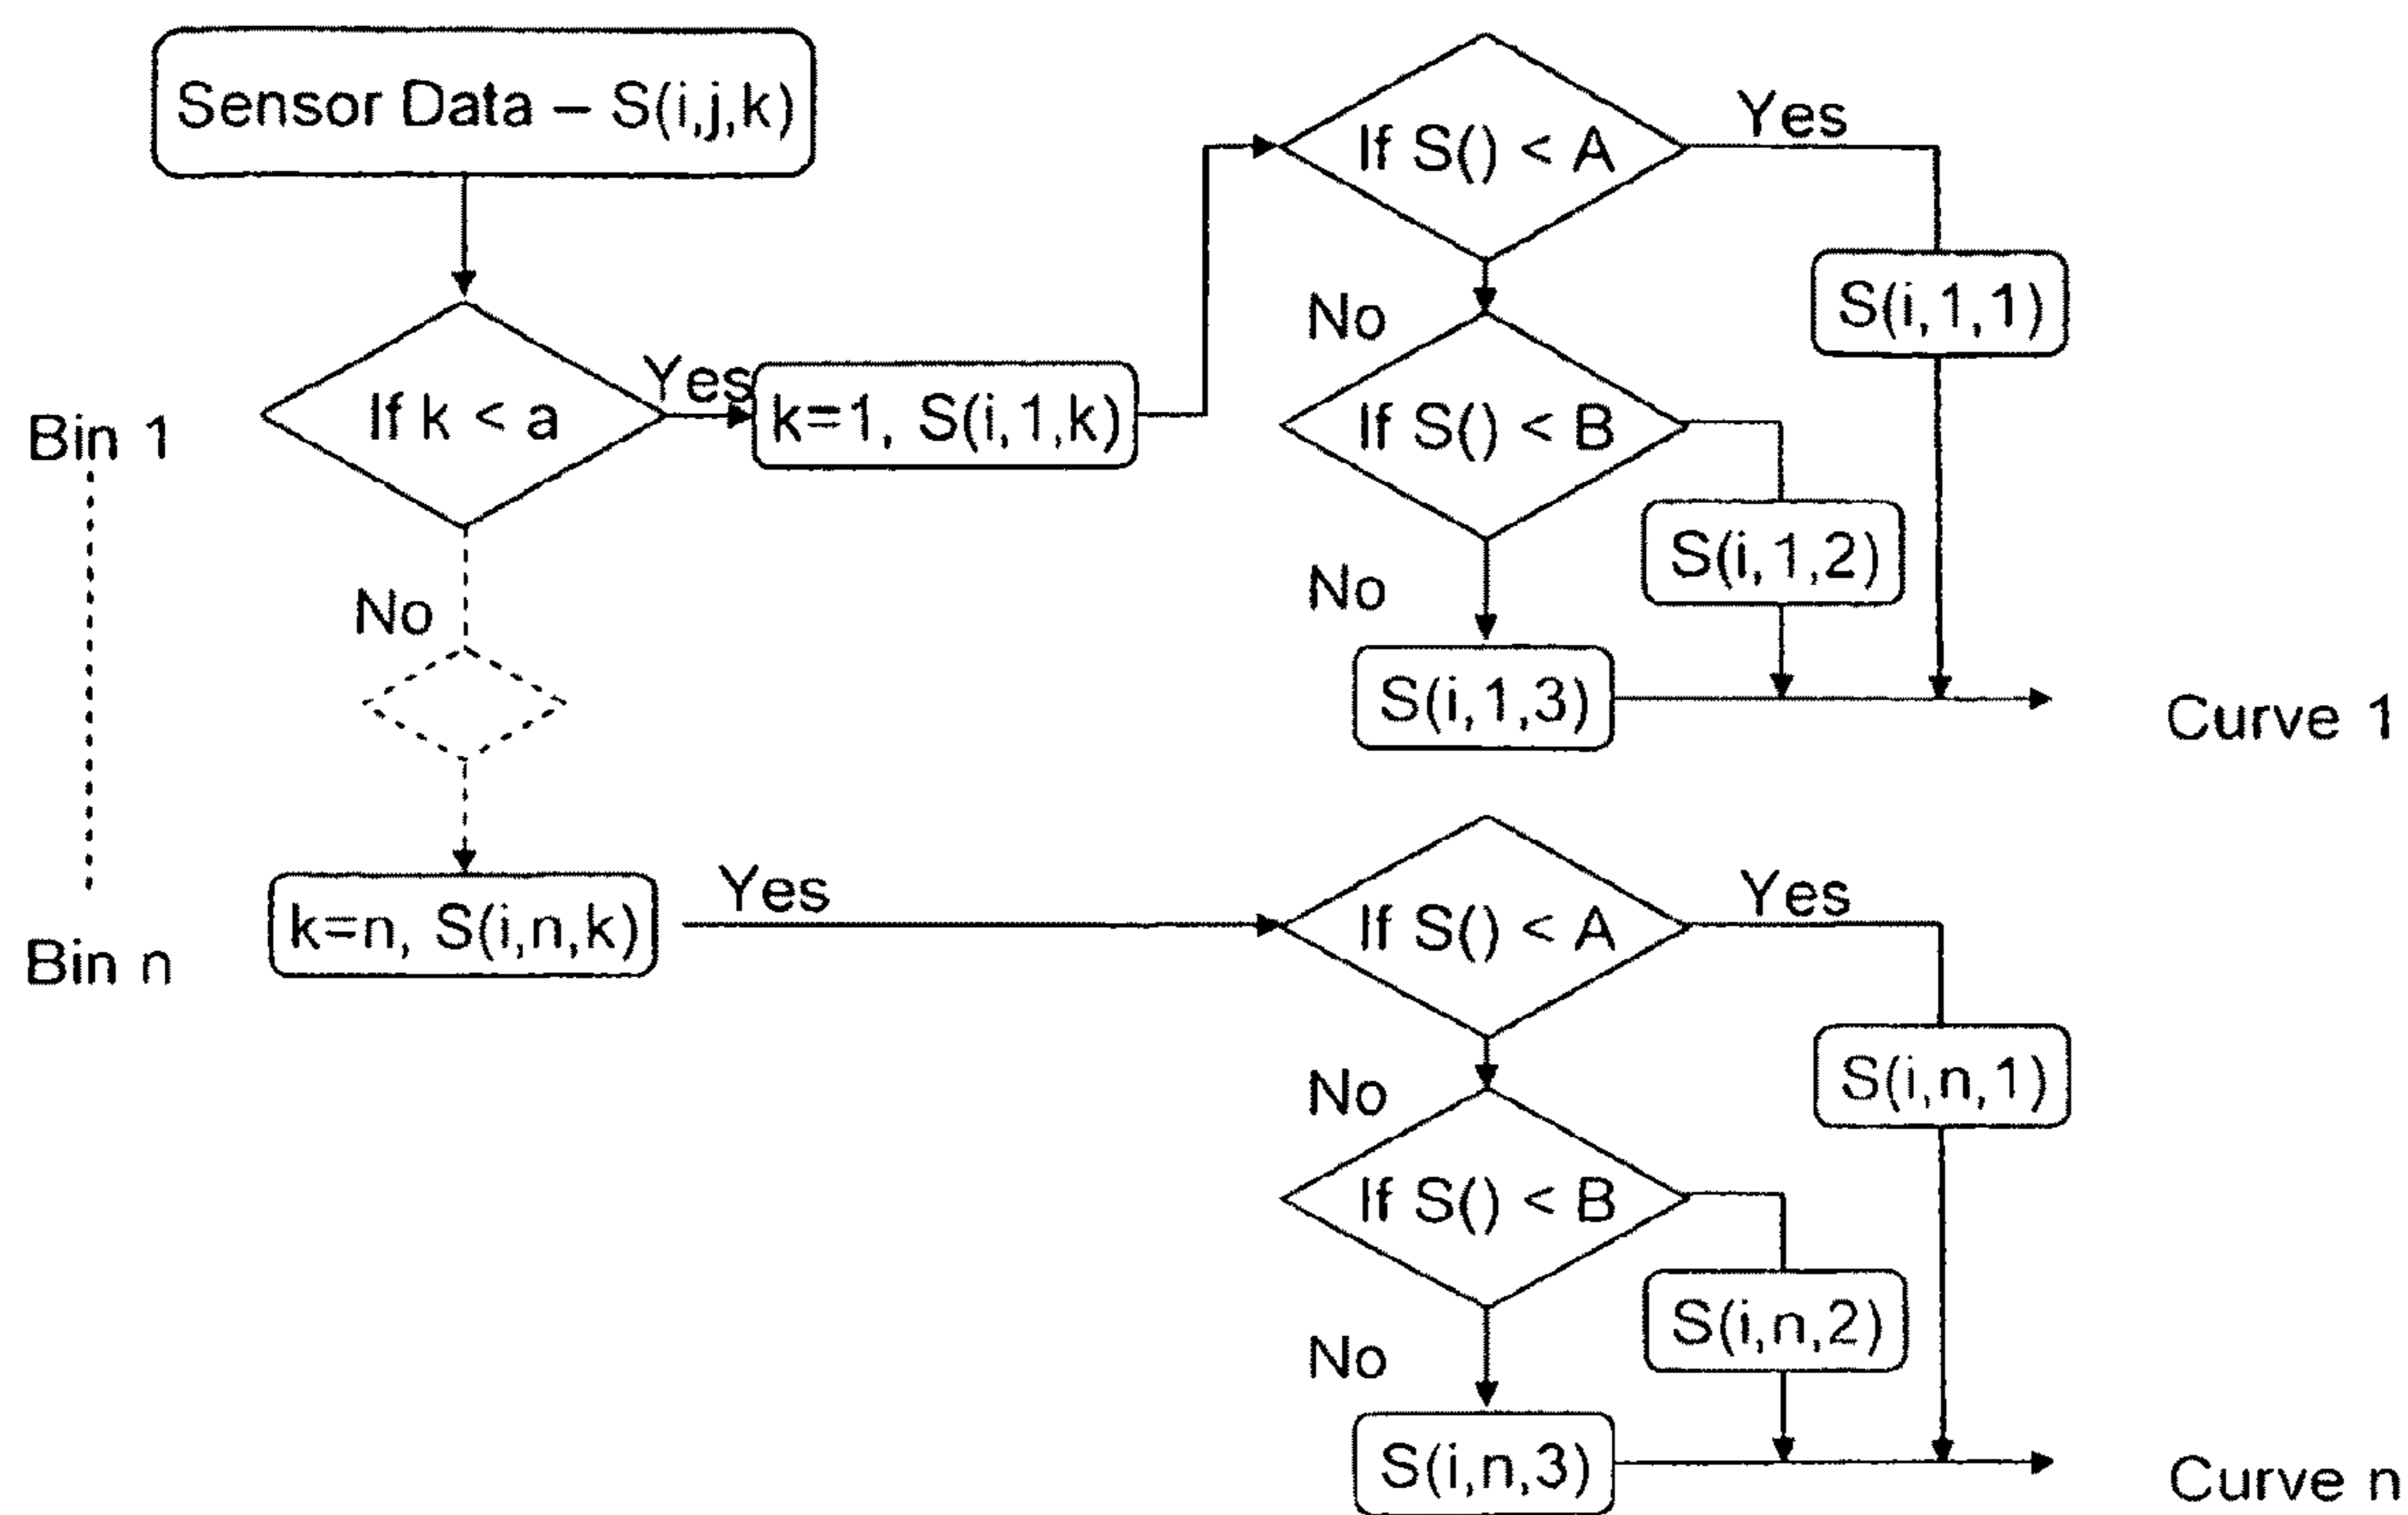 Sensor Data – S(i,j,k)
If k < a
Yes
k=1, S(i,1,k)
No
Bin 1
Bin n
k=n, S(i,n,k)
Yes
If S() < A
Yes
S(i,1,1)
No
If S() < B
S(i,1,2)
No
S(i,1,3)
Curve 1
If S() < A
Yes
S(i,n,1)
No
If S() < B
S(i,n,2)
No
S(i,n,3)
Curve n